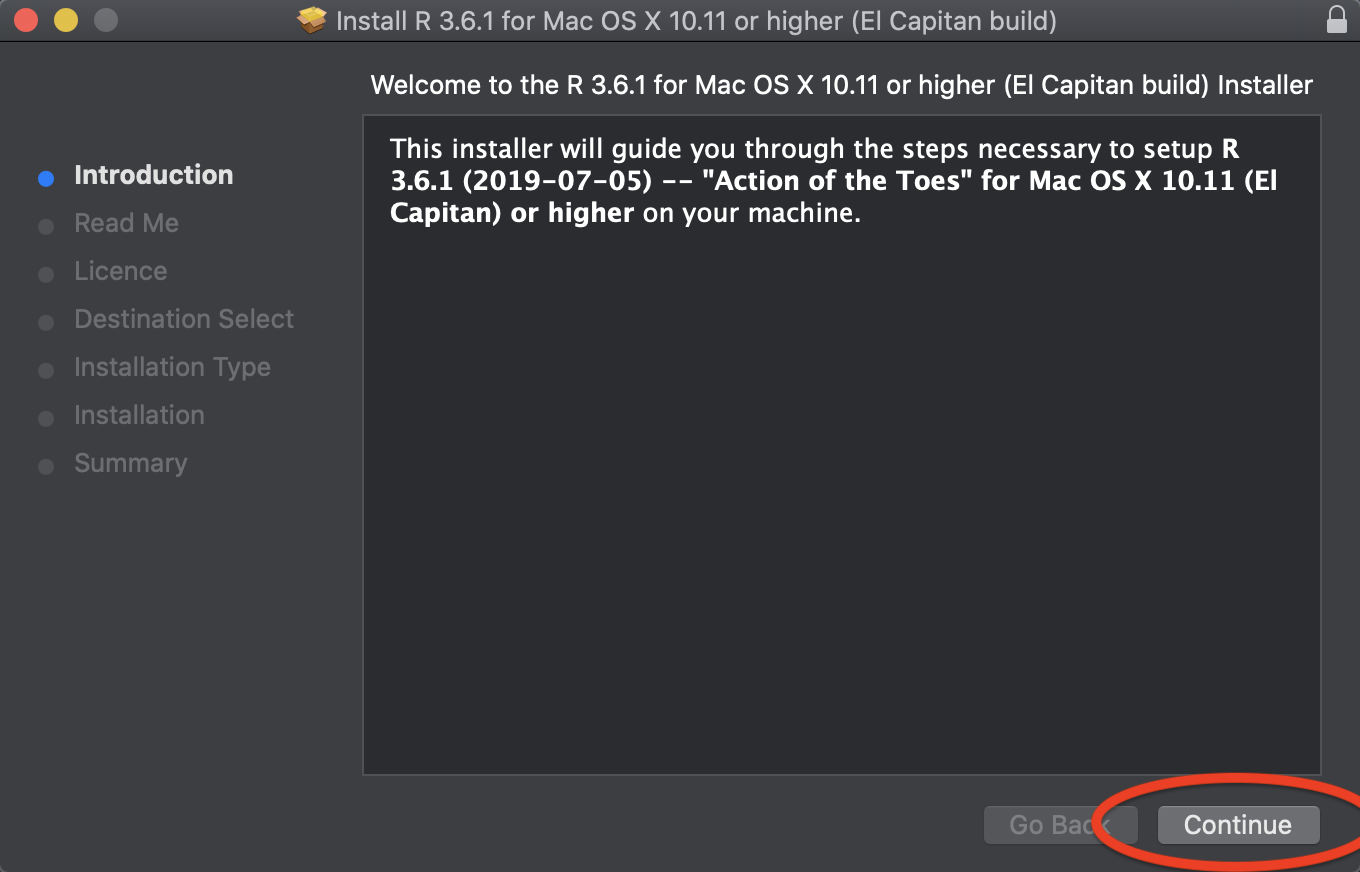 Install R 3.6.1 for Mac OS X 10.11 or higher (El Capitan build)
Welcome to the R 3.6.1 for Mac OS X 10.11 or higher (El Capitan build) Installer
Introduction
Read Me
Licence
Destination Select
Installation Type
Installation
Summary
This installer will guide you through the steps necessary to setup R
3.6.1 (2019-07-05) -- "Action of the Toes" for Mac OS X 10.11 (El
Capitan) or higher on your machine.
Go Back
Continue